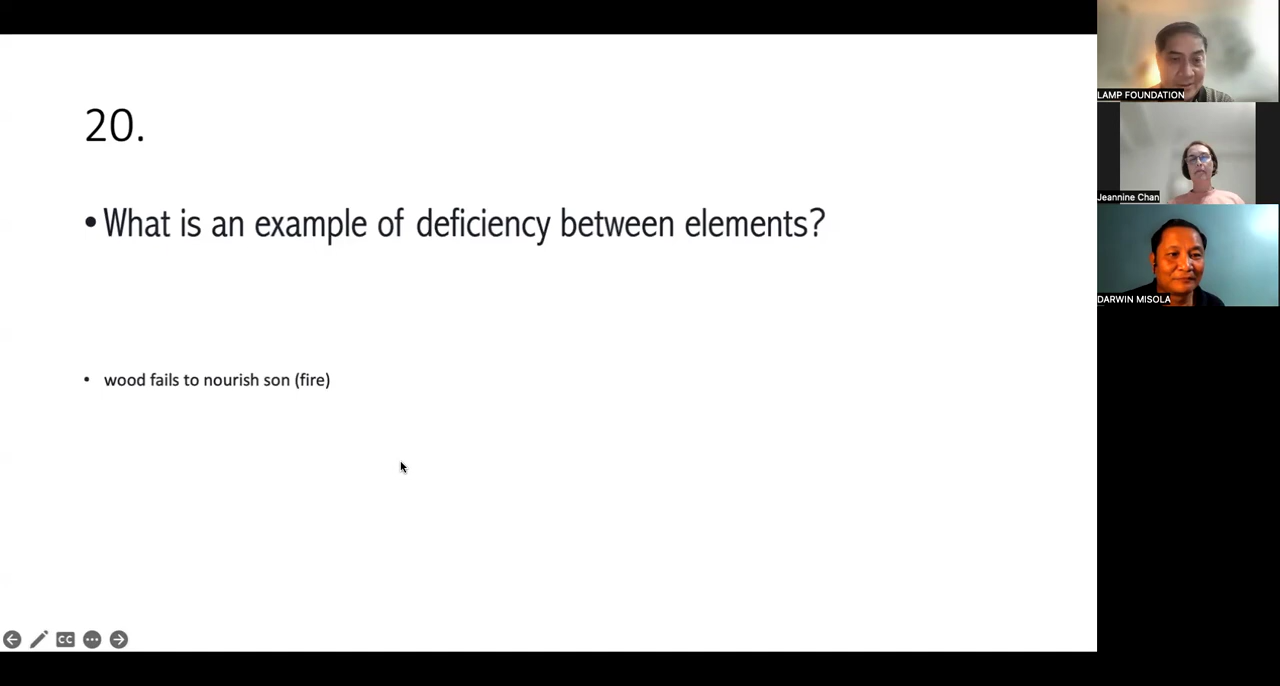 20.
• What is an example of deficiency between elements?
• wood fails to nourish son (fire)
CC
LAMP FOUNDATION
Jeannine Chan
DARWIN MISOLA